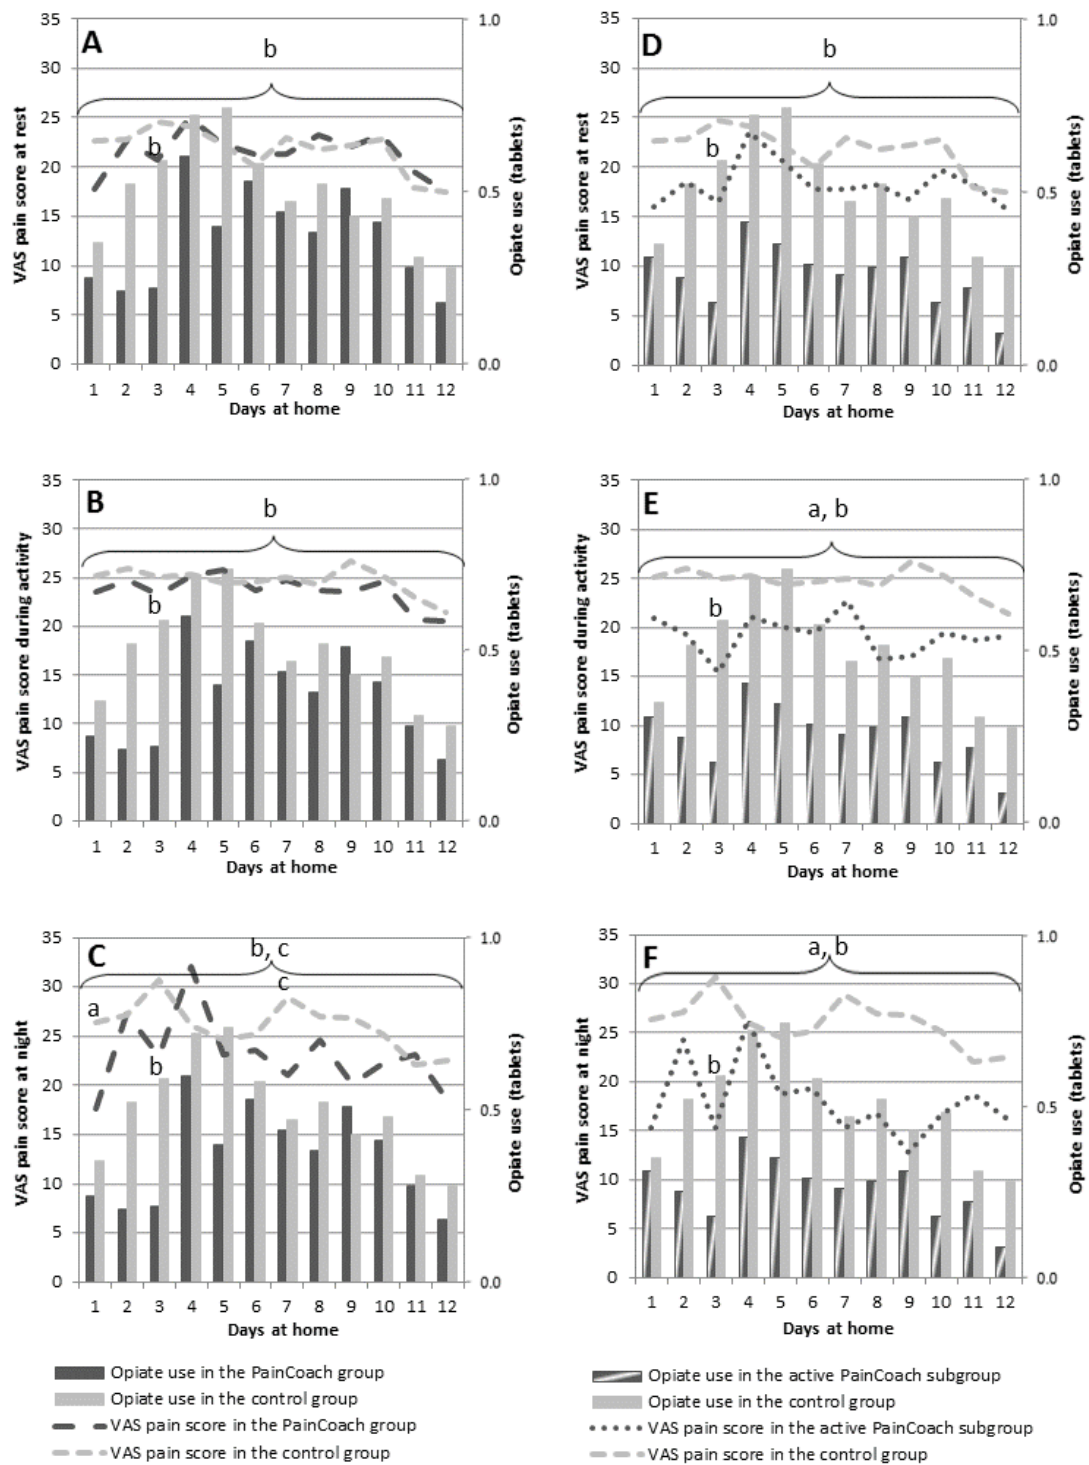 A
b
b
VAS pain score at rest
35
30
25
20
15
10
5
0
1.0
0.5
0.0
Opiate use (tablets)
1 2 3 4 5 6 7 8 9 10 11 12
Days at home
D
b
b
VAS pain score at rest
35
30
25
20
15
10
5
0
1.0
0.5
0.0
Opiate use (tablets)
1 2 3 4 5 6 7 8 9 10 11 12
Days at home
B
b
b
VAS pain score during activity
35
30
25
20
15
10
5
0
1.0
0.5
0.0
Opiate use (tablets)
1 2 3 4 5 6 7 8 9 10 11 12
Days at home
E
a, b
b
VAS pain score during activity
35
30
25
20
15
10
5
0
1.0
0.5
0.0
Opiate use (tablets)
1 2 3 4 5 6 7 8 9 10 11 12
Days at home
C
b, c
c
a
b
VAS pain score at night
35
30
25
20
15
10
5
0
1.0
0.5
0.0
Opiate use (tablets)
1 2 3 4 5 6 7 8 9 10 11 12
Days at home
F
a, b
b
VAS pain score at night
35
30
25
20
15
10
5
0
1.0
0.5
0.0
Opiate use (tablets)
1 2 3 4 5 6 7 8 9 10 11 12
Days at home
Opiate use in the PainCoach group
Opiate use in the control group
VAS pain score in the PainCoach group
VAS pain score in the control group
Opiate use in the active PainCoach subgroup
Opiate use in the control group
VAS pain score in the active PainCoach subgroup
VAS pain score in the control group